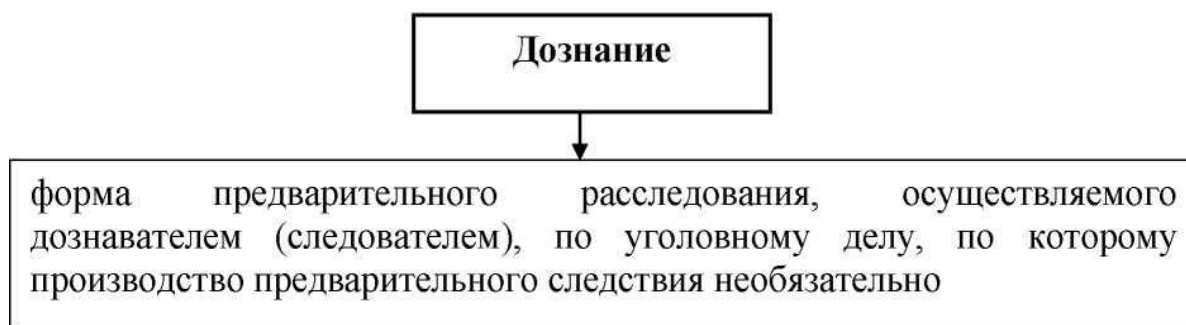 Дознание
форма предварительного расследования, осуществляемого
дознавателем (следователем), по уголовному делу, по которому
производство предварительного следствия необязательно